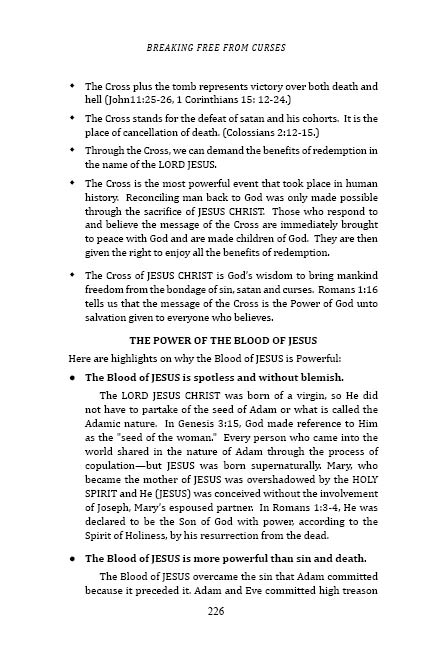 BREAKING FREE FROM CURSES
◆ The Cross plus the tomb represents victory over both death and
hell (John11:25-26, 1 Corinthians 15: 12-24.)
◆ The Cross stands for the defeat of satan and his cohorts. It is the
place of cancellation of death. (Colossians 2:12-15.)
◆ Through the Cross, we can demand the benefits of redemption in
the name of the LORD JESUS.
◆ The Cross is the most powerful event that took place in human
history. Reconciling man back to God was only made possible
through the sacrifice of JESUS CHRIST. Those who respond to
and believe the message of the Cross are immediately brought
to peace with God and are made children of God. They are then
given the right to enjoy all the benefits of redemption.
◆ The Cross of JESUS CHRIST is God's wisdom to bring mankind
freedom from the bondage of sin, satan and curses. Romans 1:16
tells us that the message of the Cross is the Power of God unto
salvation given to everyone who believes.
THE POWER OF THE BLOOD OF JESUS
Here are highlights on why the Blood of JESUS is Powerful:
● The Blood of JESUS is spotless and without blemish.
The LORD JESUS CHRIST was born of a virgin, so He did
not have to partake of the seed of Adam or what is called the
Adamic nature. In Genesis 3:15, God made reference to Him
as the "seed of the woman." Every person who came into the
world shared in the nature of Adam through the process of
copulation—but JESUS was born supernaturally. Mary, who
became the mother of JESUS was overshadowed by the HOLY
SPIRIT and He (JESUS) was conceived without the involvement
of Joseph, Mary's espoused partner. In Romans 1:3-4, He was
declared to be the Son of God with power, according to the
Spirit of Holiness, by his resurrection from the dead.
● The Blood of JESUS is more powerful than sin and death.
The Blood of JESUS overcame the sin that Adam committed
because it preceded it. Adam and Eve committed high treason
226